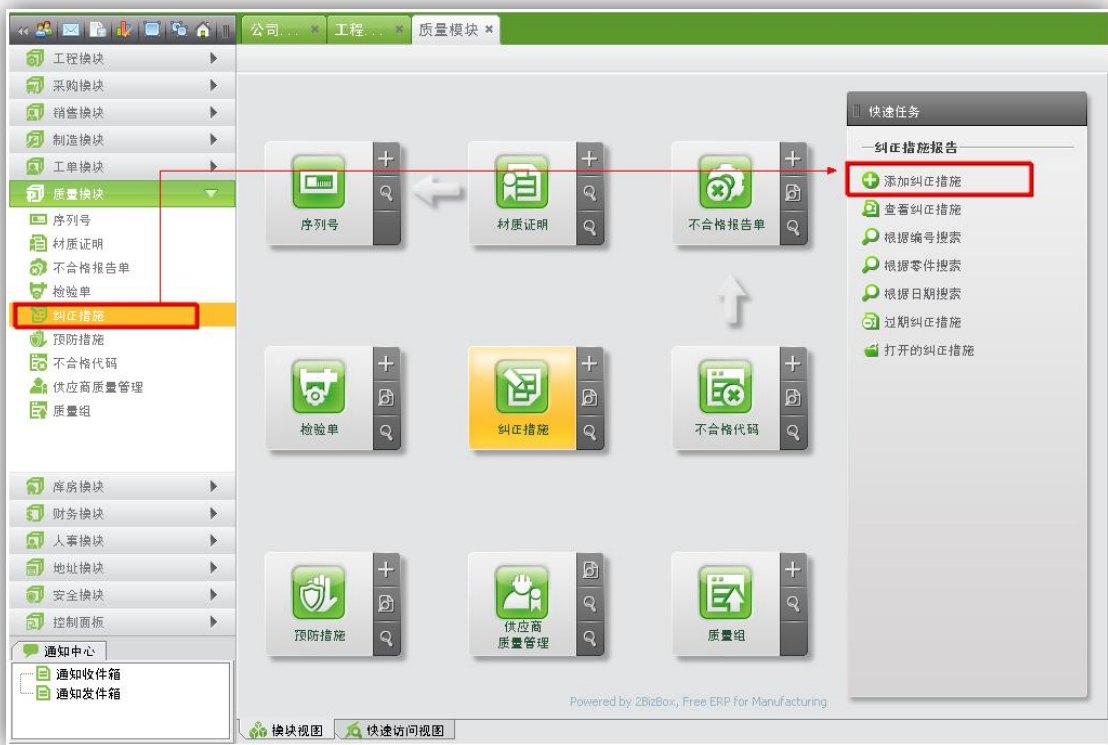 公司... × 工程... × 质量模块 ×
工程模块
采购模块
销售模块
制造模块
工单模块
质量模块
序列号
材质证明
不合格报告单
检验单
纠正措施
预防措施
不合格代码
供应商质量管理
质量组
库房模块
财务模块
人事模块
地址模块
安全模块
控制面板
通知中心
通知收件箱
通知发件箱
序列号
材质证明
不合格报告单
检验单
纠正措施
不合格代码
预防措施
供应商
质量管理
质量组
Powered by 2BizBox, Free ERP for Manufacturing
模块视图
快速访问视图
快速任务
纠正措施报告
添加纠正措施
查看纠正措施
根据编号搜索
根据零件搜索
根据日期搜索
过期纠正措施
打开的纠正措施